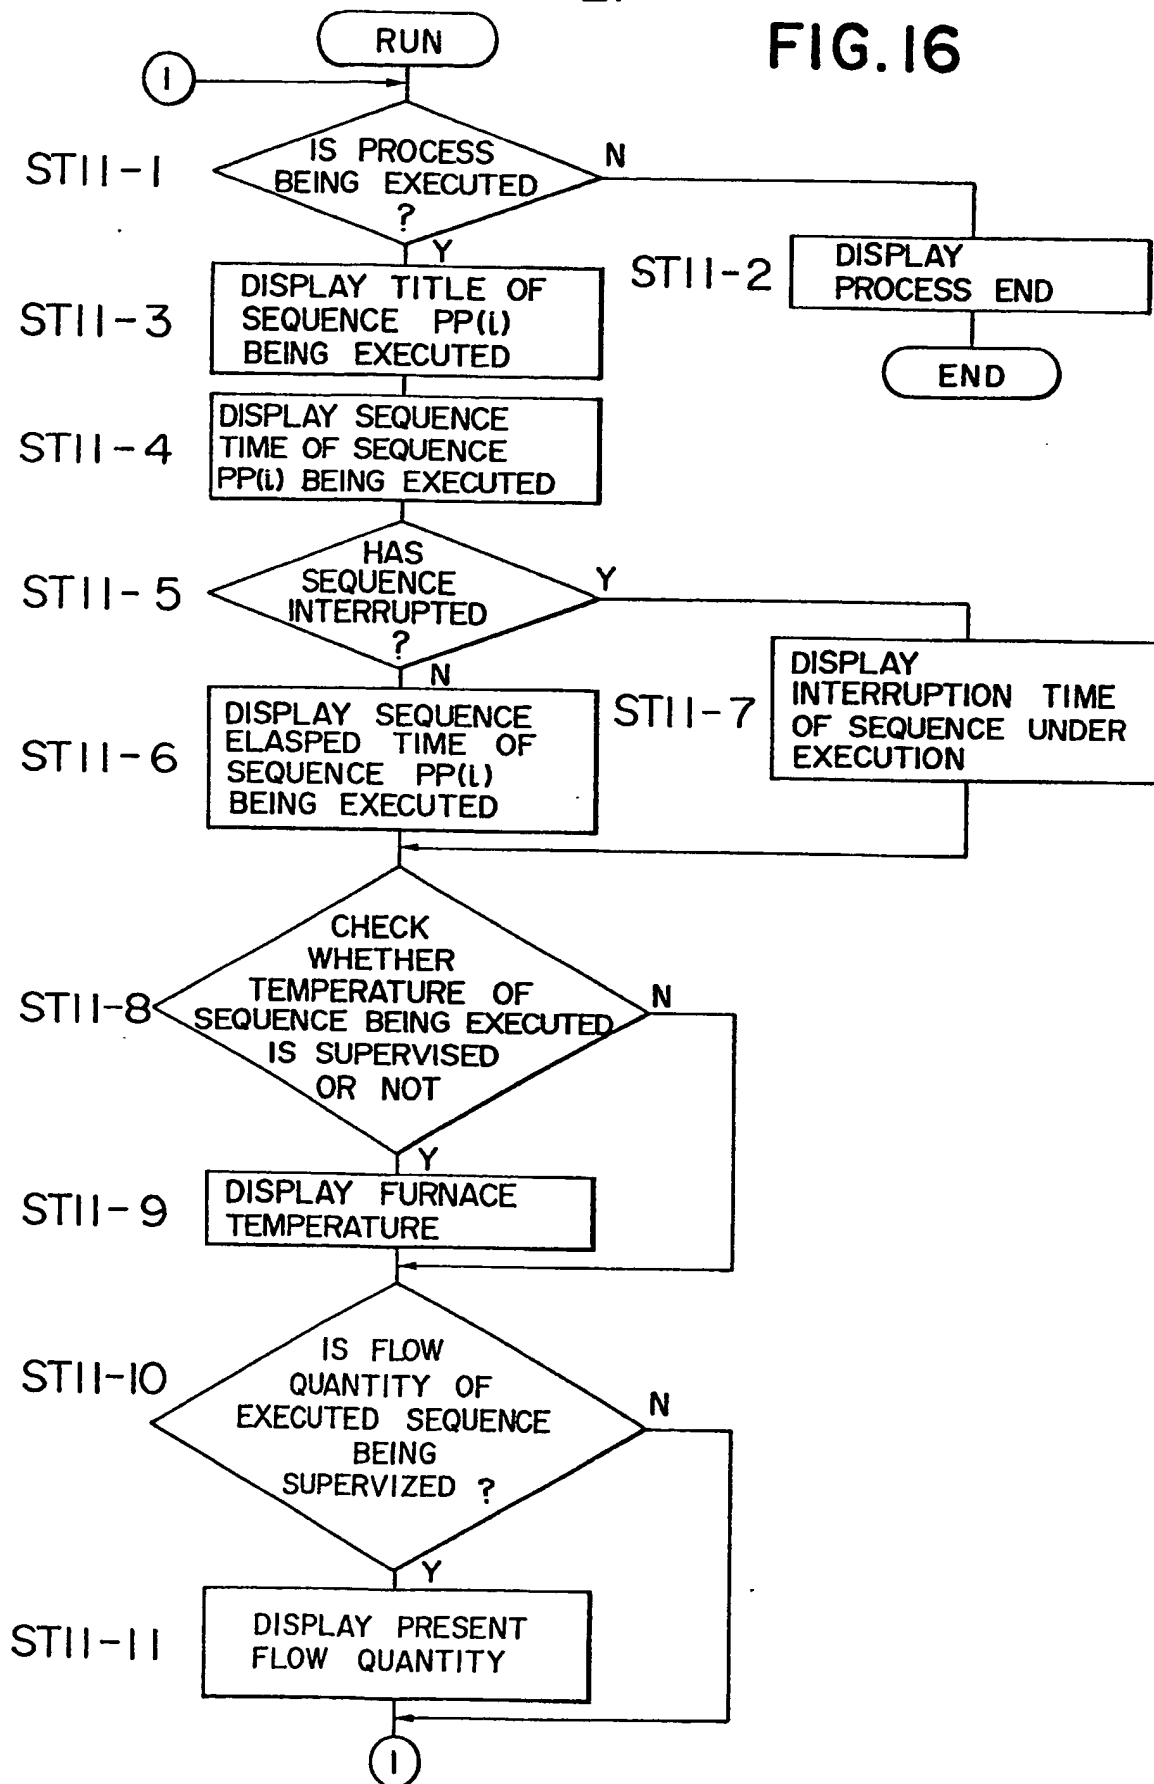 FIG.16
RUN
1
ST11-1
IS PROCESS
BEING EXECUTED
?
N
Y
ST11-2
DISPLAY
PROCESS END
END
ST11-3
DISPLAY TITLE OF
SEQUENCE PP(i)
BEING EXECUTED
ST11-4
DISPLAY SEQUENCE
TIME OF SEQUENCE
PP(i) BEING EXECUTED
ST11-5
HAS
SEQUENCE
INTERRUPTED
?
Y
N
ST11-6
DISPLAY SEQUENCE
ELASPED TIME OF
SEQUENCE PP(i)
BEING EXECUTED
ST11-7
DISPLAY
INTERRUPTION TIME
OF SEQUENCE UNDER
EXECUTION
ST11-8
CHECK
WHETHER
TEMPERATURE OF
SEQUENCE BEING EXECUTED
IS SUPERVISED
OR NOT
N
Y
ST11-9
DISPLAY FURNACE
TEMPERATURE
ST11-10
IS FLOW
QUANTITY OF
EXECUTED SEQUENCE
BEING
SUPERVIZED ?
N
Y
ST11-11
DISPLAY PRESENT
FLOW QUANTITY
1